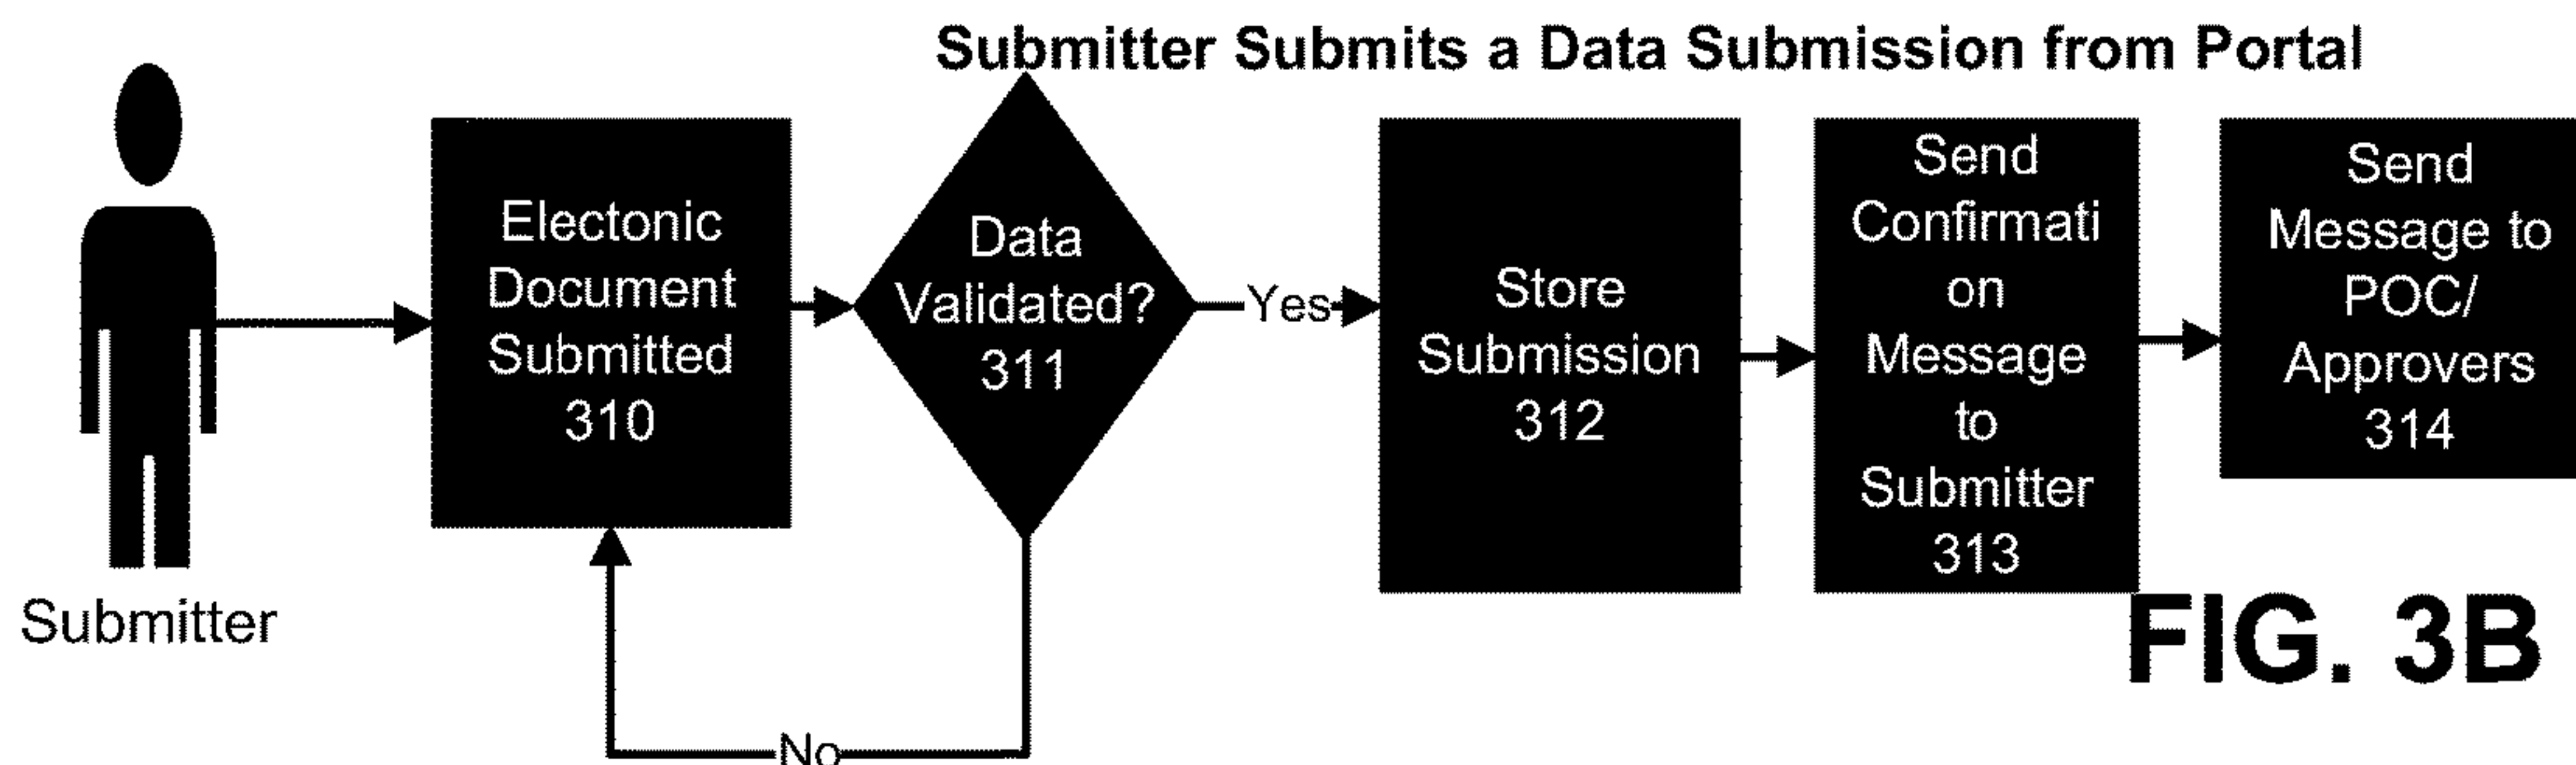 Submitter Submits a Data Submission from Portal
Submitter
Electonic
Document
Submitted
310
Data
Validated?
311
Yes
No
Store
Submission
312
Send
Confirmati
on
Message
to
Submitter
313
Send
Message to
POC/
Approvers
314
FIG. 3B